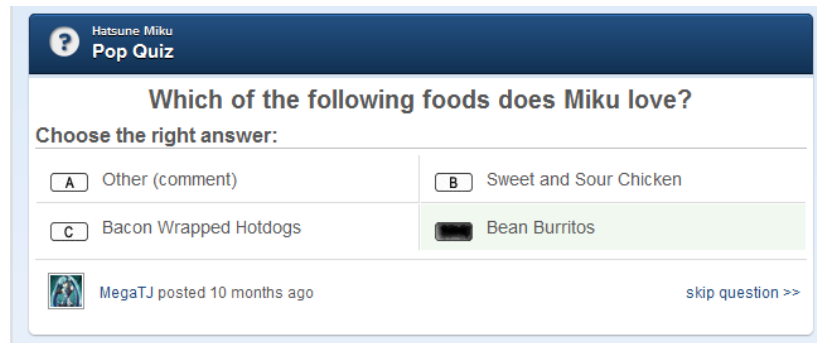 Hatsune Miku
Pop Quiz
Which of the following foods does Miku love?
Choose the right answer:
A Other (comment)
B Sweet and Sour Chicken
C Bacon Wrapped Hotdogs
Bean Burritos
MegaTJ posted 10 months ago
skip question >>